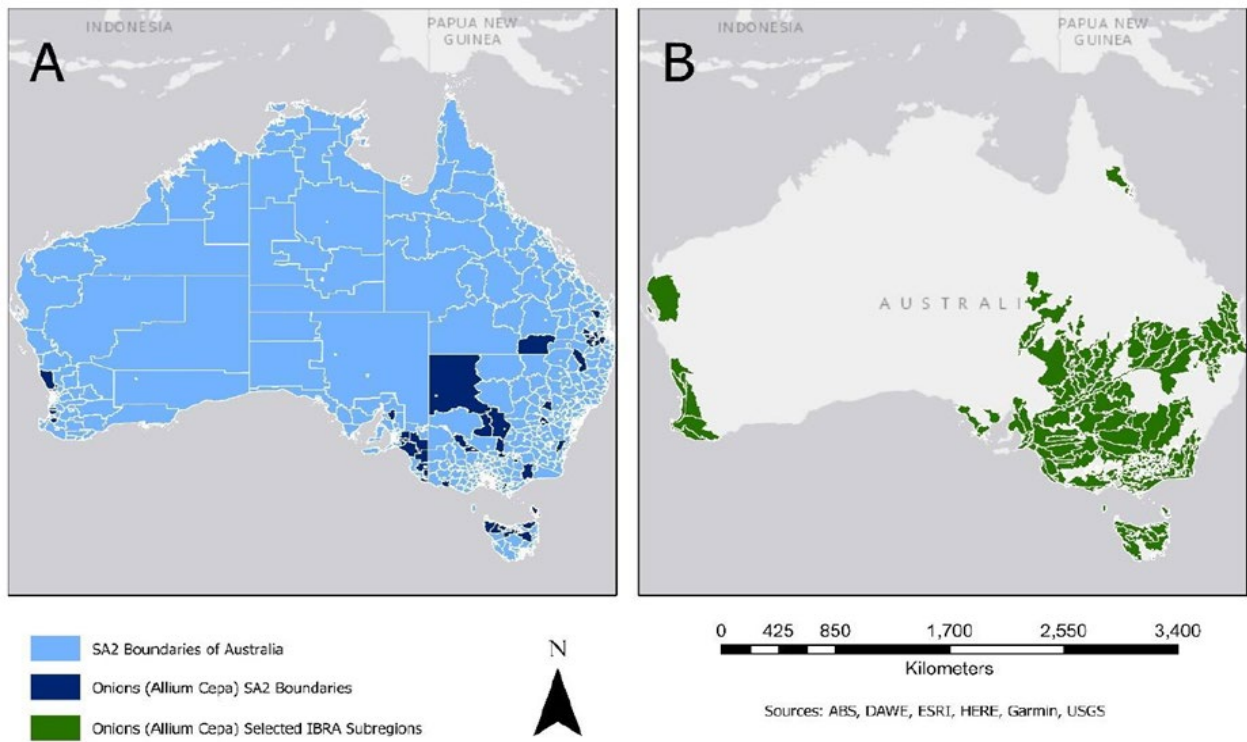 INDONESIA
PAPUA NEW
GUINEA
A
INDONESIA
PAPUA NEW
GUINEA
B
AUSTRALI
SA2 Boundaries of Australia
Onions (Allium Cepa) SA2 Boundaries
Onions (Allium Cepa) Selected IBRA Subregions
N
0 425 850 1,700 2,550 3,400
Kilometers
Sources: ABS, DAWE, ESRI, HERE, Garmin, USGS